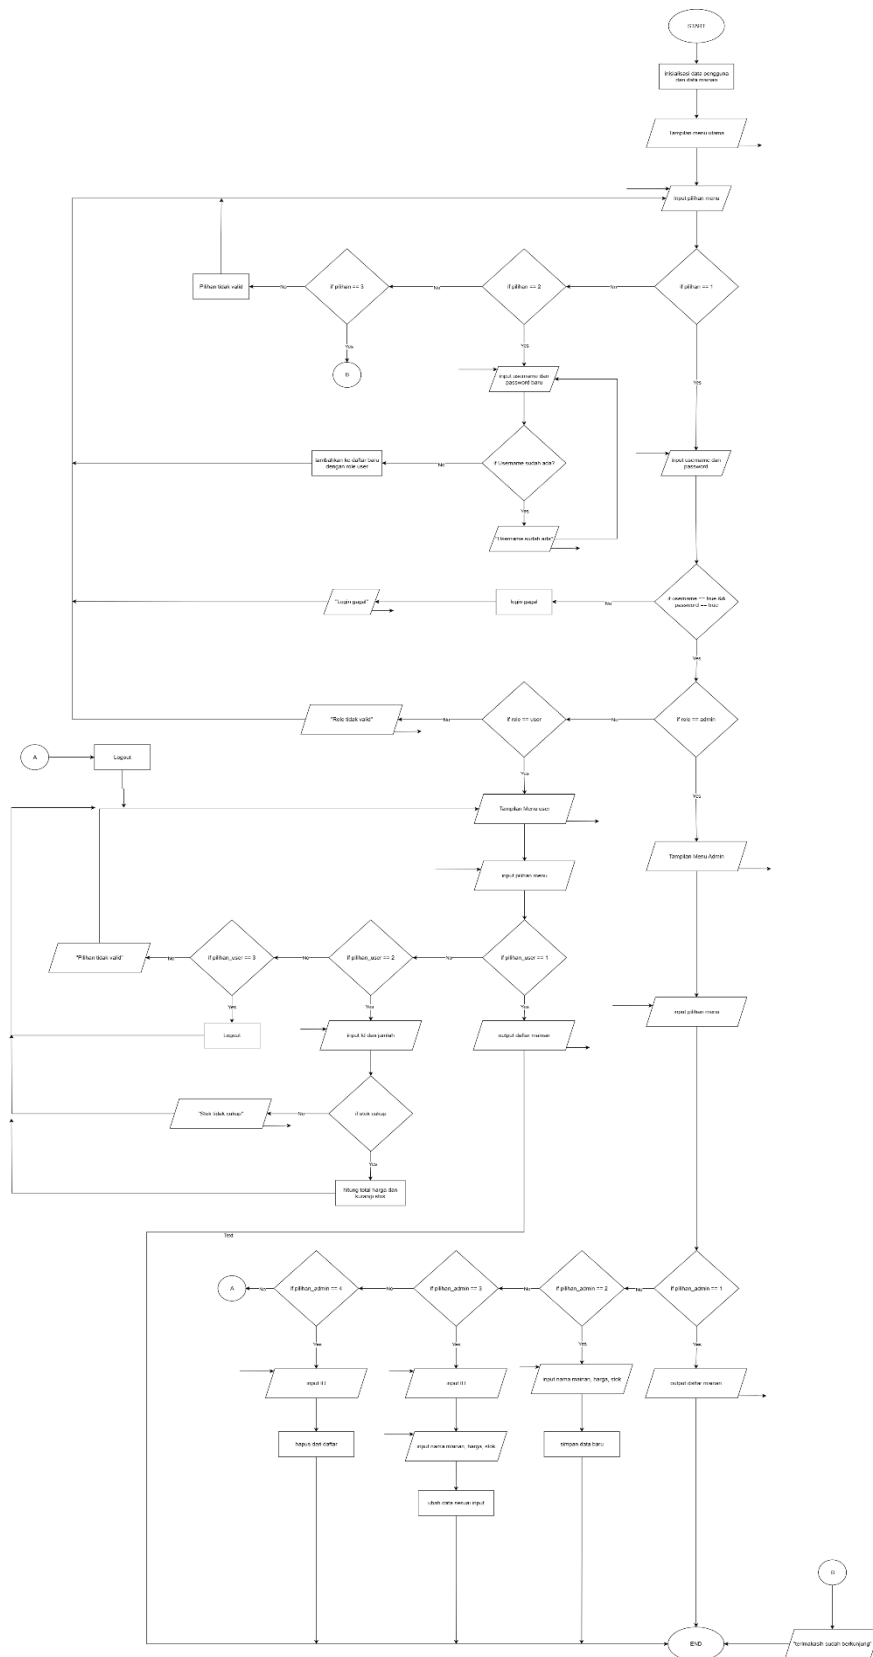 START
inisialisasi data pengguna
dan data mainan
Tampilan menu utama
Input pilihan menu
if pilihan == 1
No
if pilihan == 2
No
if pilihan == 3
No
Pilihan tidak valid
Yes
B
Yes
input username dan
password baru
Yes
if Username sudah ada?
No
tambahkan ke daftar baru
dengan role user
Yes
"Username sudah ada"
input username dan
password
if username == true &&
password == true
No
login gagal
"Login gagal"
Yes
if role == admin
No
if role == user
No
"Role tidak valid"
A
Logout
Yes
Tampilan Menu user
Yes
Tampilan Menu Admin
input pilihan menu
if pilihan_user == 1
No
if pilihan_user == 2
No
if pilihan_user == 3
No
"Pilihan tidak valid"
Yes
Logout
Yes
input Id dan jumlah
Yes
output daftar mainan
input pilihan menu
if stok cukup
No
"Stok tidak cukup"
Yes
hitung total harga dan
kurangi stok
Text
if pilihan_admin == 1
No
if pilihan_admin == 2
No
if pilihan_admin == 3
No
if pilihan_admin == 4
No
A
Yes
input ID
hapus dari daftar
Yes
input ID
input nama mainan, harga, stok
ubah data sesuai input
Yes
input nama mainan, harga, stok
simpan data baru
Yes
output daftar mainan
"terimakasih sudah berkunjung"
END